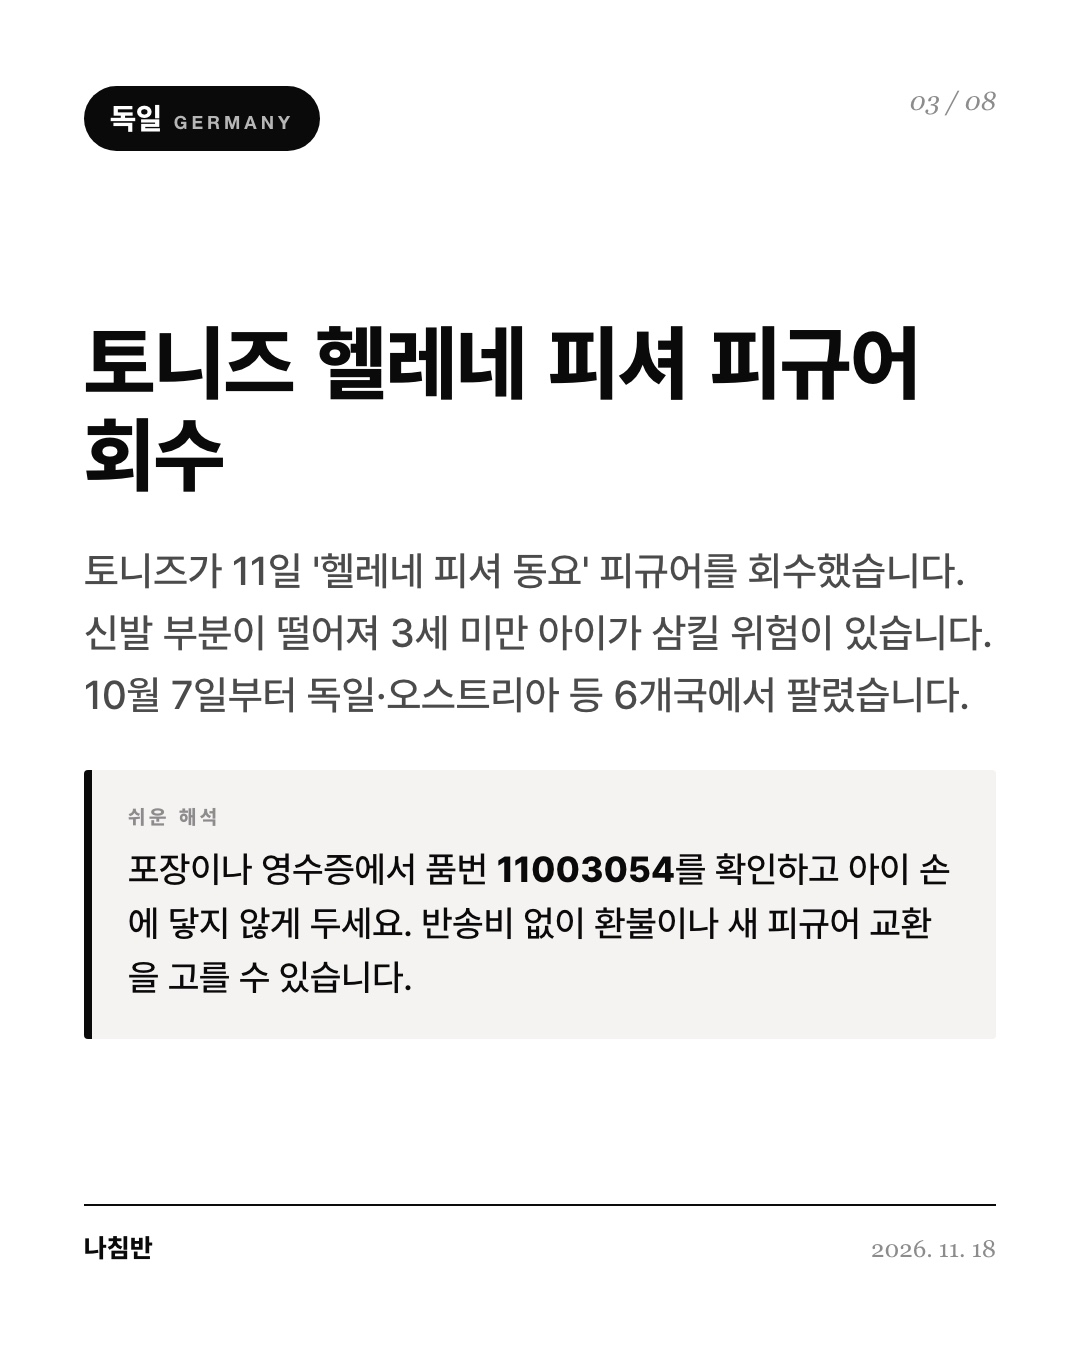 독일 GERMANY
03 / 08
토니즈 헬레네 피셔 피규어
회수
토니즈가 11일 '헬레네 피셔 동요' 피규어를 회수했습니다.
신발 부분이 떨어져 3세 미만 아이가 삼킬 위험이 있습니다.
10월 7일부터 독일·오스트리아 등 6개국에서 팔렸습니다.
쉬운 해석
포장이나 영수증에서 품번 11003054를 확인하고 아이 손
에 닿지 않게 두세요. 반송비 없이 환불이나 새 피규어 교환
을 고를 수 있습니다.
나침반
2026. 11. 18